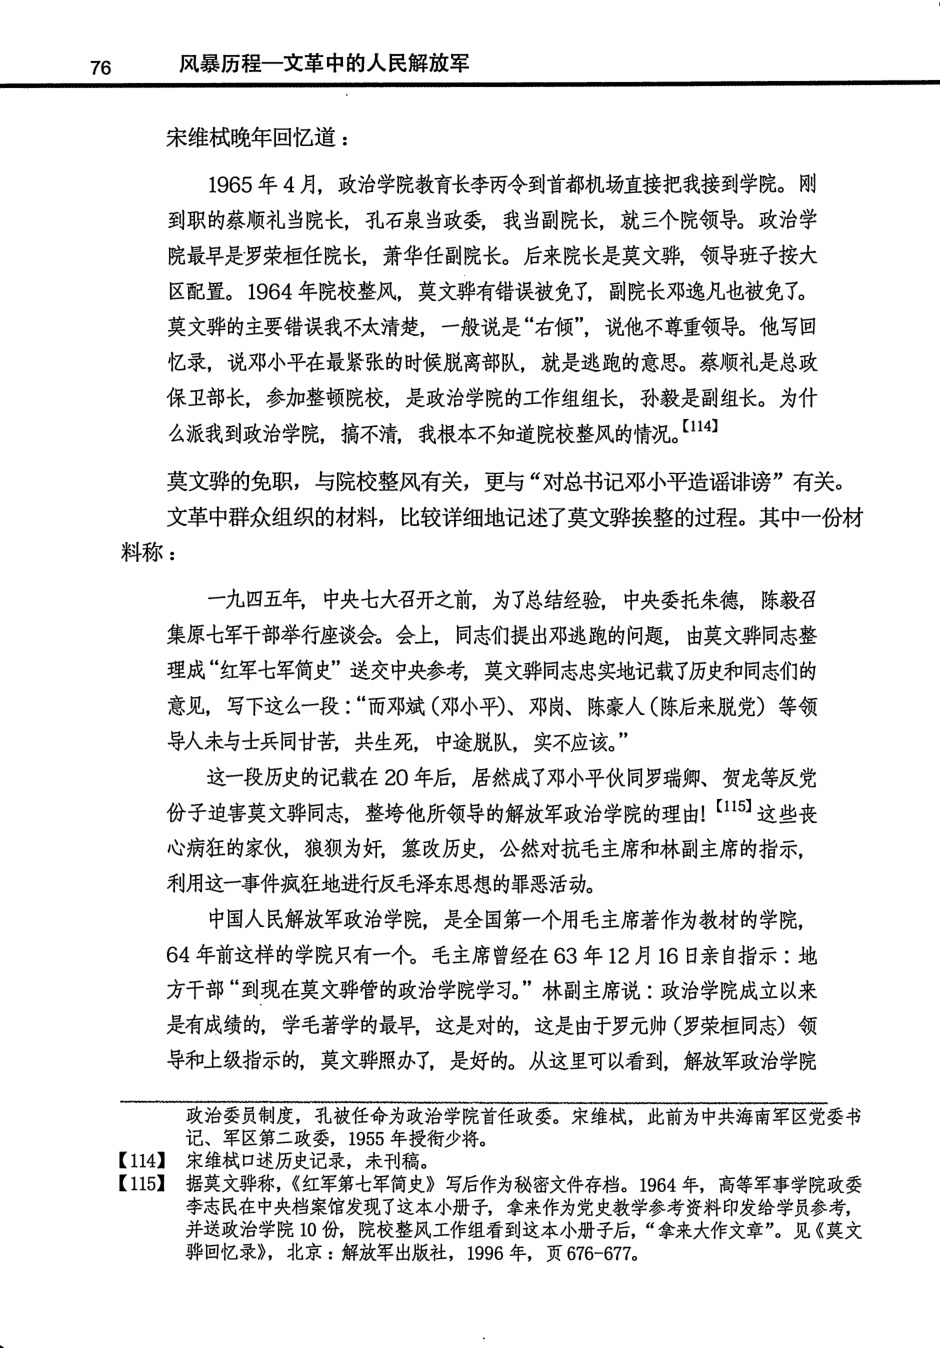 76 风暴历程—文革中的人民解放军
宋维栻晚年回忆道：
1965 年 4 月，政治学院教育长李丙令到首都机场直接把我接到学院。刚
到职的蔡顺礼当院长，孔石泉当政委，我当副院长，就三个院领导。政治学
院最早是罗荣桓任院长，萧华任副院长。后来院长是莫文骅，领导班子按大
区配置。1964 年院校整风，莫文骅有错误被免了，副院长邓逸凡也被免了。
莫文骅的主要错误我不太清楚，一般说是“右倾”，说他不尊重领导。他写回
忆录，说邓小平在最紧张的时候脱离部队，就是逃跑的意思。蔡顺礼是总政
保卫部长，参加整顿院校，是政治学院的工作组组长，孙毅是副组长。为什
么派我到政治学院，搞不清，我根本不知道院校整风的情况。【114】
莫文骅的免职，与院校整风有关，更与“对总书记邓小平造谣诽谤”有关。
文革中群众组织的材料，比较详细地记述了莫文骅挨整的过程。其中一份材
料称：
一九四五年，中央七大召开之前，为了总结经验，中央委托朱德，陈毅召
集原七军干部举行座谈会。会上，同志们提出邓逃跑的问题，由莫文骅同志整
理成“红军七军简史”送交中央参考，莫文骅同志忠实地记载了历史和同志们的
意见，写下这么一段：“而邓斌（邓小平）、邓岗、陈豪人（陈后来脱党）等领
导人未与士兵同甘苦，共生死，中途脱队，实不应该。”
这一段历史的记载在 20 年后，居然成了邓小平伙同罗瑞卿、贺龙等反党
份子迫害莫文骅同志，整垮他所领导的解放军政治学院的理由！【115】这些丧
心病狂的家伙，狼狈为奸，篡改历史，公然对抗毛主席和林副主席的指示，
利用这一事件疯狂地进行反毛泽东思想的罪恶活动。
中国人民解放军政治学院，是全国第一个用毛主席著作为教材的学院，
64 年前这样的学院只有一个。毛主席曾经在 63 年 12 月 16 日亲自指示：地
方干部“到现在莫文骅管的政治学院学习。”林副主席说：政治学院成立以来
是有成绩的，学毛著学的最早，这是对的，这是由于罗元帅（罗荣桓同志）领
导和上级指示的，莫文骅照办了，是好的。从这里可以看到，解放军政治学院
政治委员制度，孔被任命为政治学院首任政委。宋维栻，此前为中共海南军区党委书
记、军区第二政委，1955 年授衔少将。
【114】 宋维栻口述历史记录，未刊稿。
【115】 据莫文骅称，《红军第七军简史》写后作为秘密文件存档。1964 年，高等军事学院政委
李志民在中央档案馆发现了这本小册子，拿来作为党史教学参考资料印发给学员参考，
并送政治学院 10 份，院校整风工作组看到这本小册子后，“拿来大作文章”。见《莫文
骅回忆录》，北京：解放军出版社，1996 年，页 676-677。